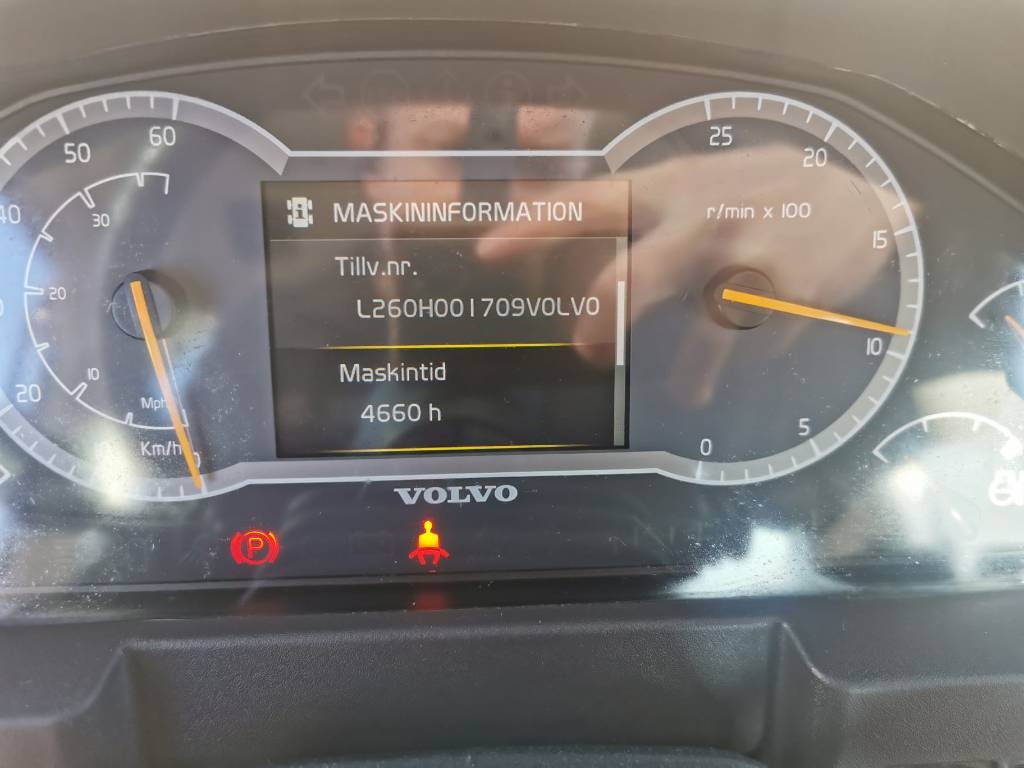 MASKININFORMATION
Tillv.nr.
L260H001709VOLVO
Maskintid
4660 h
60
50
40
30
20
10
20
Mph
Km/h
0
25
20
15
10
5
0
r/min x 100
VOLVO
P